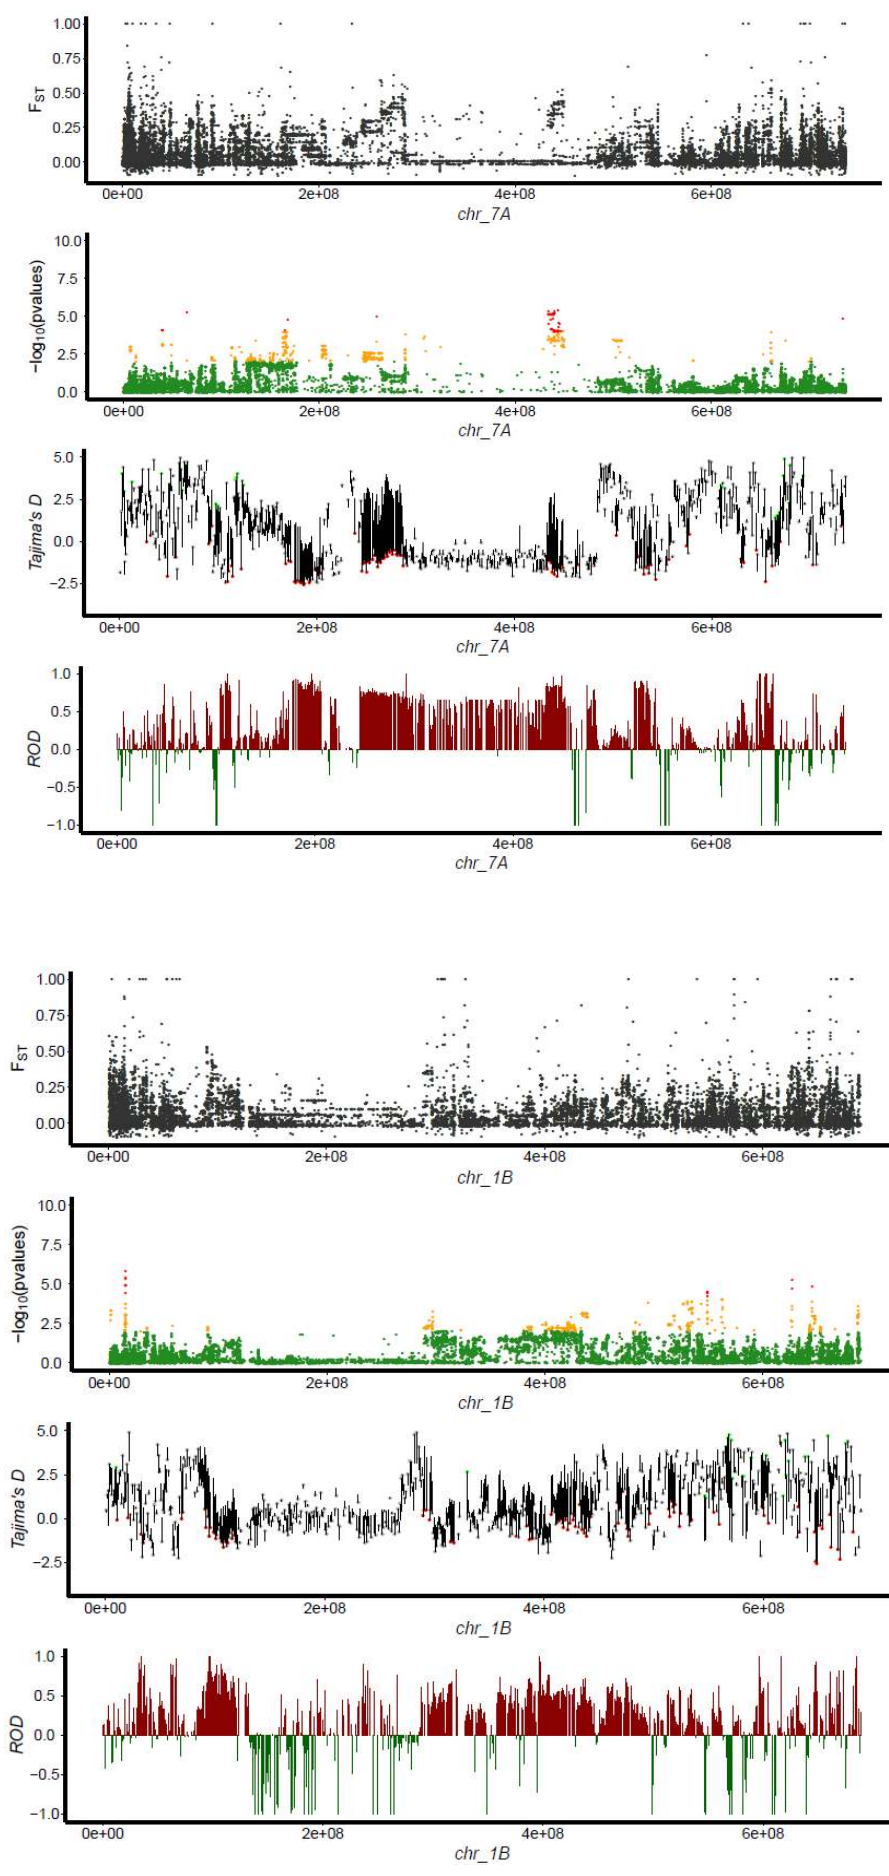 1.00
0.75
0.50
0.25
0.00
FST
0e+00 2e+08 4e+08 6e+08
chr_7A
10.0
7.5
5.0
2.5
0.0
−log10(pvalues)
0e+00 2e+08 4e+08 6e+08
chr_7A
5.0
2.5
0.0
−2.5
Tajima's D
0e+00 2e+08 4e+08 6e+08
chr_7A
1.0
0.5
0.0
−0.5
−1.0
ROD
0e+00 2e+08 4e+08 6e+08
chr_7A
1.00
0.75
0.50
0.25
0.00
FST
0e+00 2e+08 4e+08 6e+08
chr_1B
10.0
7.5
5.0
2.5
0.0
−log10(pvalues)
0e+00 2e+08 4e+08 6e+08
chr_1B
5.0
2.5
0.0
−2.5
Tajima's D
0e+00 2e+08 4e+08 6e+08
chr_1B
1.0
0.5
0.0
−0.5
−1.0
ROD
0e+00 2e+08 4e+08 6e+08
chr_1B